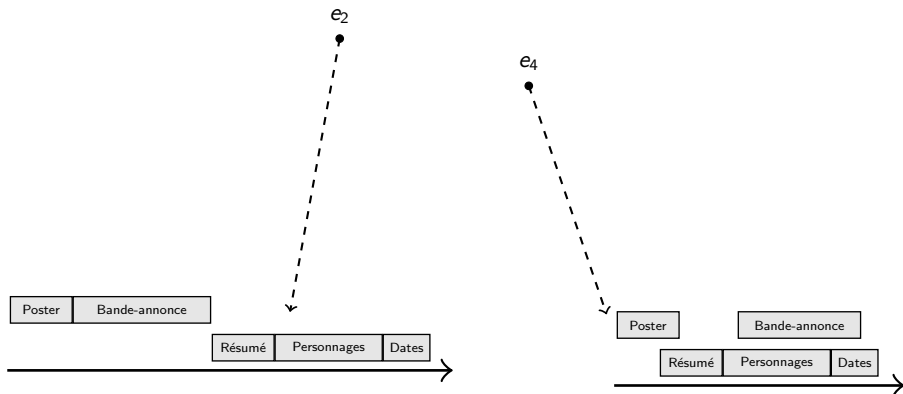 e2
e4
Poster Bande-annonce
Résumé Personnages Dates
Poster Bande-annonce
Résumé Personnages Dates